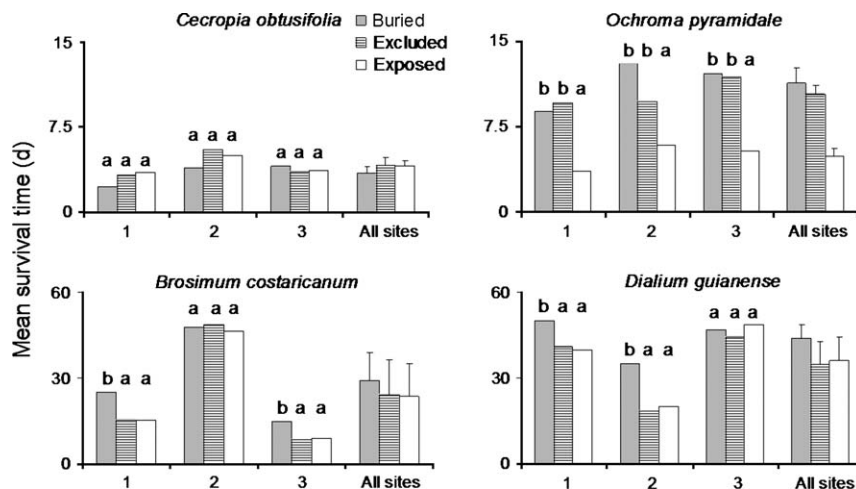 Cecropia obtusifolia
15
7.5
0
a a a
a a a
a a a
1 2 3 All sites
Buried
Excluded
Exposed
Ochroma pyramidale
15
7.5
0
b b a
b b a
b b a
1 2 3 All sites
Mean survival time (d)
Brosimum costaricanum
60
30
0
b a a
a a a
b a a
1 2 3 All sites
Dialium guianense
60
30
0
b a a
b a a
a a a
1 2 3 All sites